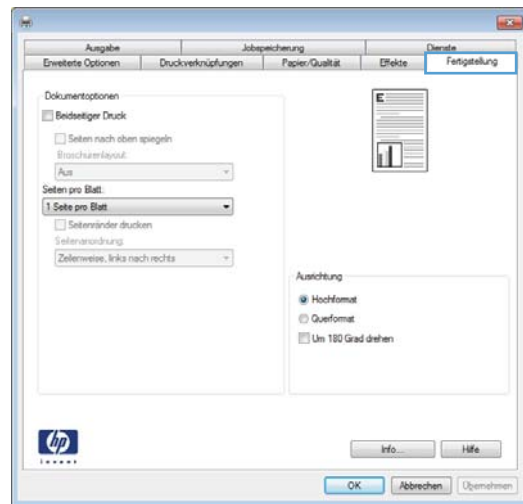 Ausgabe
Jobspeicherung
Dienste
Erweiterte Optionen
Druckverknüpfungen
Papier/Qualität
Effekte
Fertigstellung
Dokumentoptionen
Beidseitiger Druck
Seiten nach oben spiegeln
Broschürenlayout:
Aus
Seiten pro Blatt:
1 Seite pro Blatt
Seitenränder drucken
Seitenanordnung:
Zeilenweise, links nach rechts
E
Ausrichtung
Hochformat
Querformat
Um 180 Grad drehen
hp
invent
Info...
Hilfe
OK
Abbrechen
Übernehmen